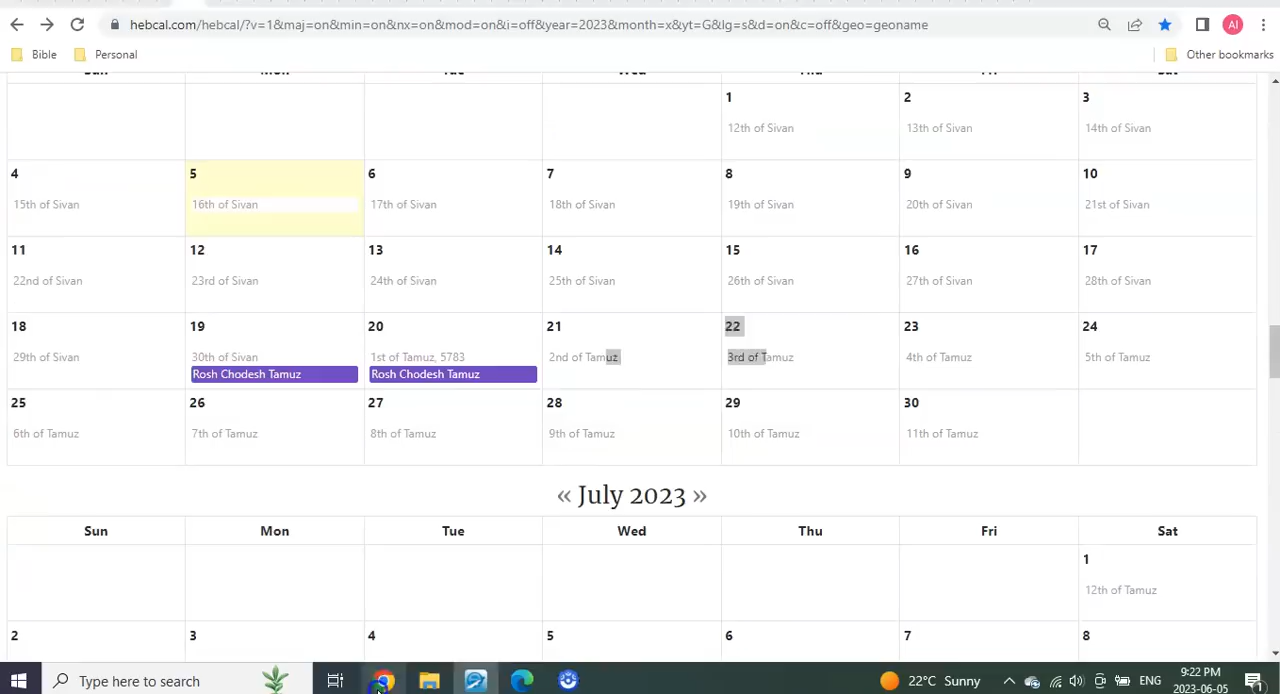 hebcal.com/hebcal/?v=1&maj=on&min=on&nx=on&mod=on&i=off&year=2023&month=x&yt=G&lg=s&d=on&c=off&geo=geoname
AI
Bible Personal Other bookmarks
1 2 3
12th of Sivan 13th of Sivan 14th of Sivan
4 5 6 7 8 9 10
15th of Sivan 16th of Sivan 17th of Sivan 18th of Sivan 19th of Sivan 20th of Sivan 21st of Sivan
11 12 13 14 15 16 17
22nd of Sivan 23rd of Sivan 24th of Sivan 25th of Sivan 26th of Sivan 27th of Sivan 28th of Sivan
18 19 20 21 22 23 24
29th of Sivan 30th of Sivan 1st of Tamuz, 5783 2nd of Tamuz 3rd of Tamuz 4th of Tamuz 5th of Tamuz
Rosh Chodesh Tamuz Rosh Chodesh Tamuz
25 26 27 28 29 30
6th of Tamuz 7th of Tamuz 8th of Tamuz 9th of Tamuz 10th of Tamuz 11th of Tamuz
« July 2023 »
Sun Mon Tue Wed Thu Fri Sat
1
12th of Tamuz
2 3 4 5 6 7 8
Type here to search 22°C Sunny ENG 9:22 PM
2023-06-05